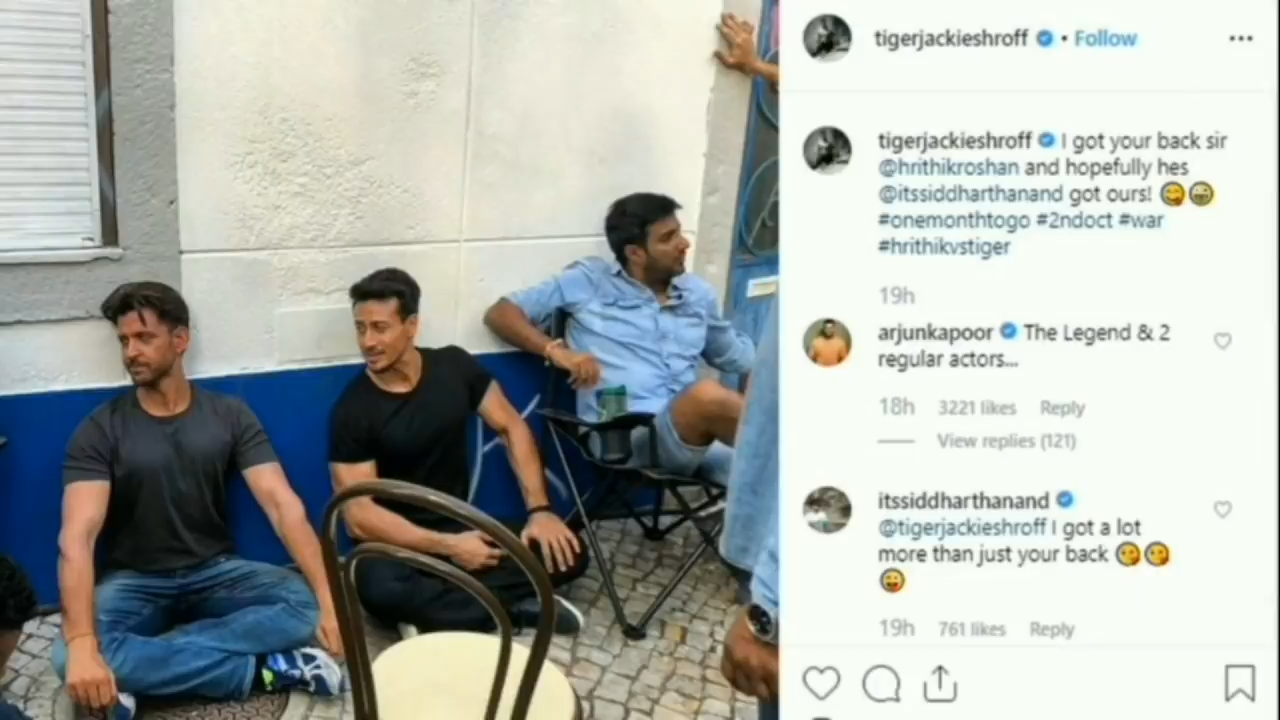 tigerjackieshroff • Follow
tigerjackieshroff I got your back sir
@hrithikroshan and hopefully hes
@itssiddharthanand got ours! 😋😜
#onemonthtogo #2ndoct #war
#hrithikvstiger
19h
arjunkapoor The Legend & 2
regular actors...
18h 3221 likes Reply
View replies (121)
itssiddharthanand
@tigerjackieshroff I got a lot
more than just your back 😘😘
😜
19h 761 likes Reply